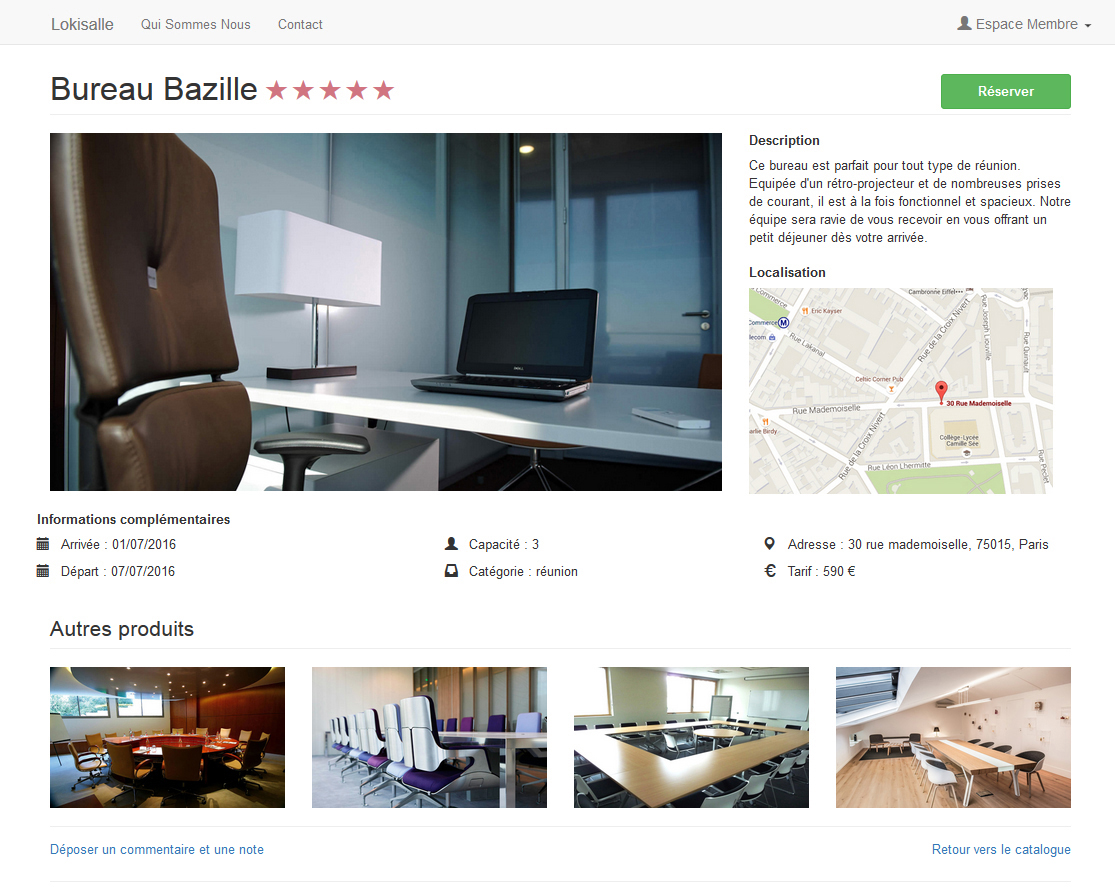 Lokisalle
Qui Sommes Nous
Contact
Espace Membre
Bureau Bazille
Réserver
Description
Ce bureau est parfait pour tout type de réunion.
Equipée d'un rétro-projecteur et de nombreuses prises
de courant, il est à la fois fonctionnel et spacieux. Notre
équipe sera ravie de vous recevoir en vous offrant un
petit déjeuner dès votre arrivée.
Localisation
Commerce
Cambronne Eiffel•••
Eric Kayser
Commerce M
Rue Lakanal
Rue de la Croix Nivert
Rue Joseph Liouville
Rue Quinault
Celtic Corner Pub
30 Rue Mademoiselle
Rue Mademoiselle
arlie Birdy
Rue de la Croix Nivert
Collège-Lycée
Camille Sée
Rue Léon Lhermitte
Rue Peclet
DELL
Informations complémentaires
Arrivée : 01/07/2016
Capacité : 3
Adresse : 30 rue mademoiselle, 75015, Paris
Départ : 07/07/2016
Catégorie : réunion
€ Tarif : 590 €
Autres produits
Déposer un commentaire et une note
Retour vers le catalogue